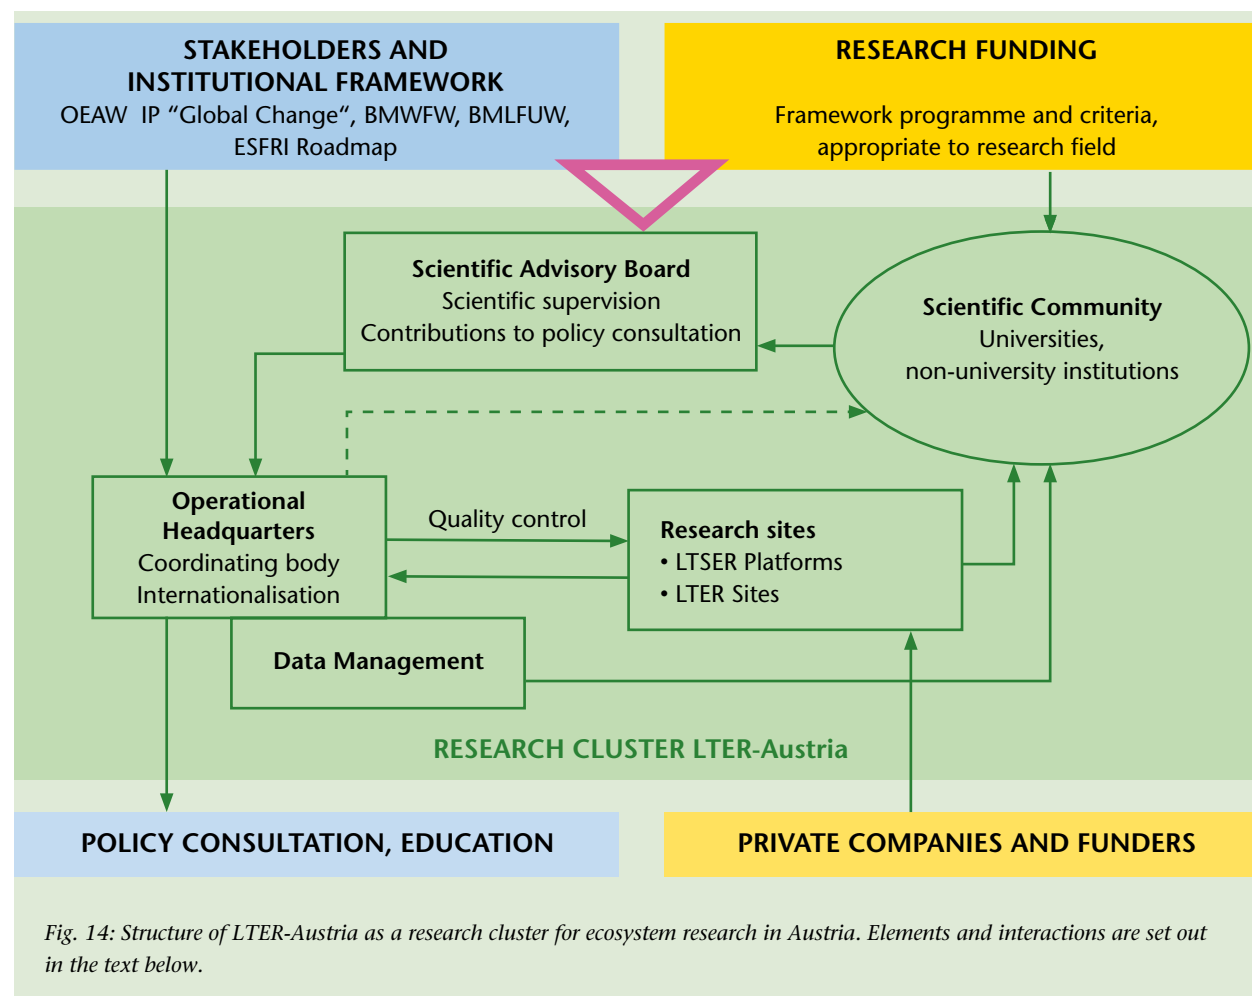 STAKEHOLDERS AND
INSTITUTIONAL FRAMEWORK
OEAW IP “Global Change“, BMWFW, BMLFUW,
ESFRI Roadmap
RESEARCH FUNDING
Framework programme and criteria,
appropriate to research field
Scientific Advisory Board
Scientific supervision
Contributions to policy consultation
Scientific Community
Universities,
non-university institutions
Operational
Headquarters
Coordinating body
Internationalisation
Quality control
Research sites
• LTSER Platforms
• LTER Sites
Data Management
RESEARCH CLUSTER LTER-Austria
POLICY CONSULTATION, EDUCATION
PRIVATE COMPANIES AND FUNDERS
Fig. 14: Structure of LTER-Austria as a research cluster for ecosystem research in Austria. Elements and interactions are set out
in the text below.